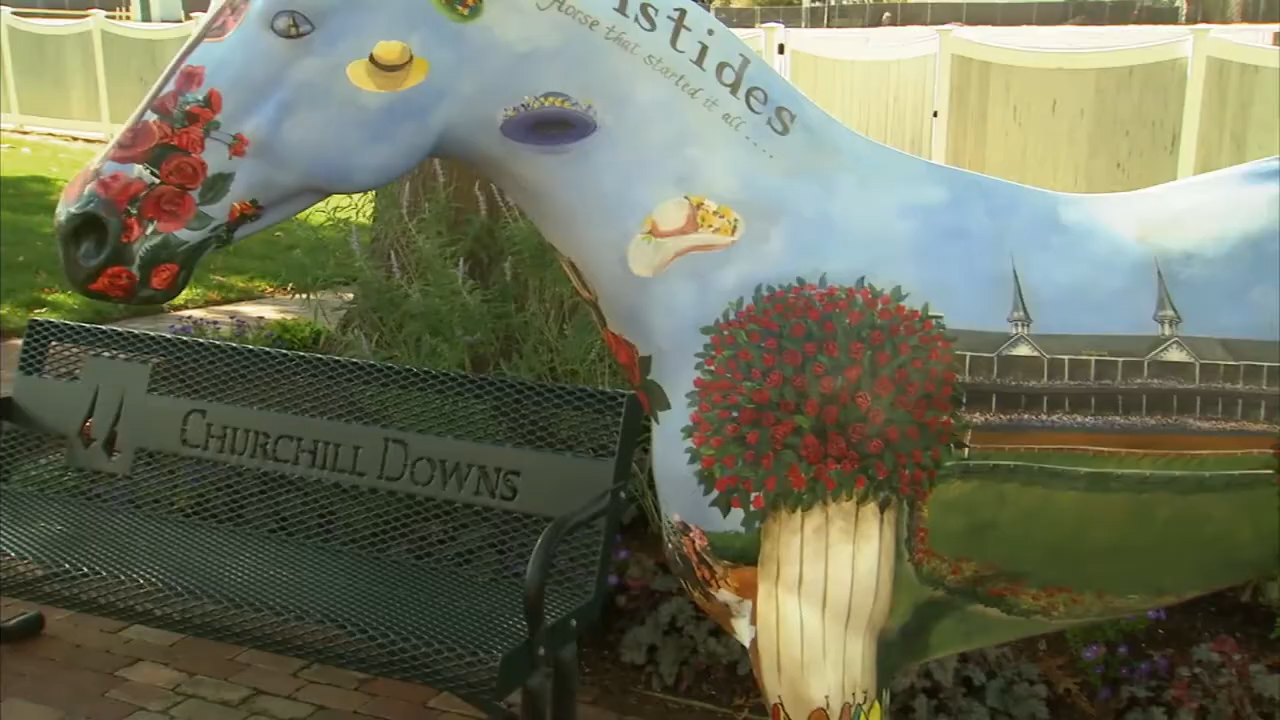 istides
Horse that started it all.....
CHURCHILL DOWNS